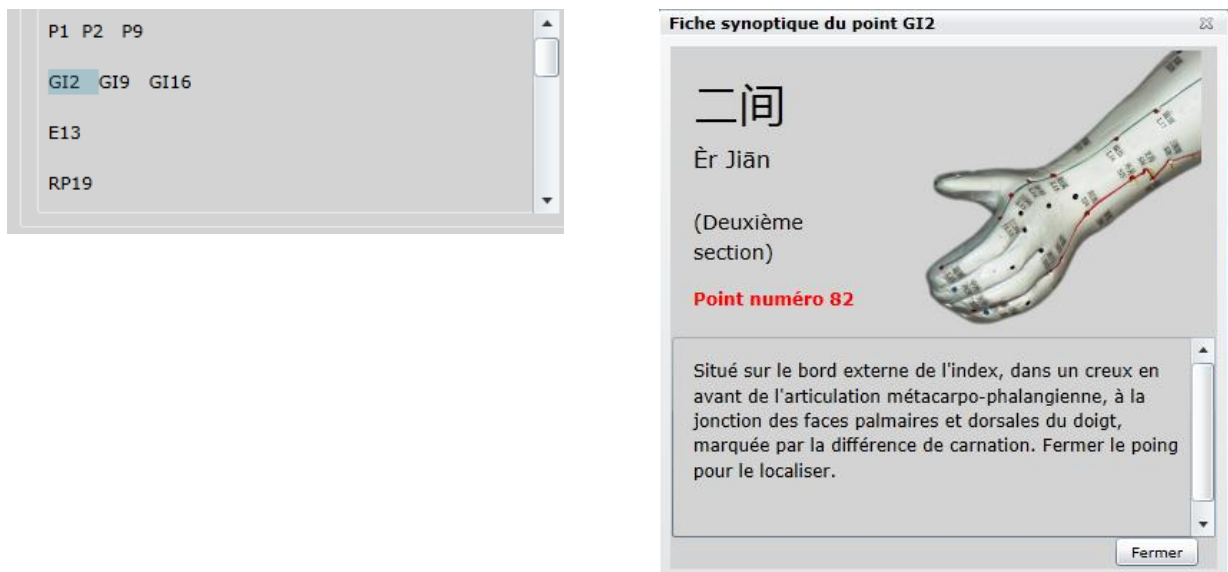 P1 P2 P9
GI2 GI9 GI16
E13
RP19
Fiche synoptique du point GI2
二间
Èr Jiān
(Deuxième
section)
Point numéro 82
Situé sur le bord externe de l'index, dans un creux en
avant de l'articulation métacarpo-phalangienne, à la
jonction des faces palmaires et dorsales du doigt,
marquée par la différence de carnation. Fermer le poing
pour le localiser.
Fermer